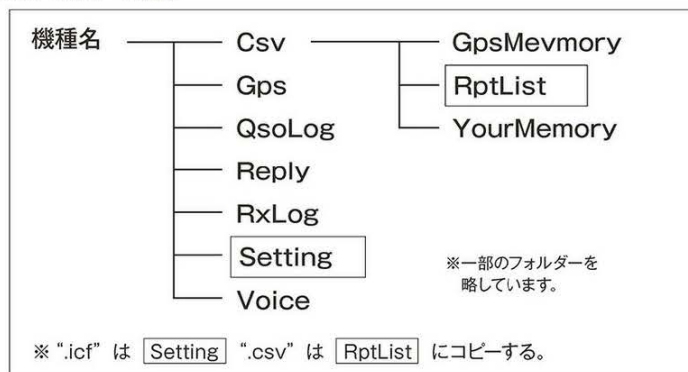 機種名 Csv GpsMevmory
Gps RptList
QsoLog YourMemory
Reply
RxLog
Setting
Voice
※一部のフォルダーを
略しています。
※ “.icf” は Setting “.csv” は RptList にコピーする。